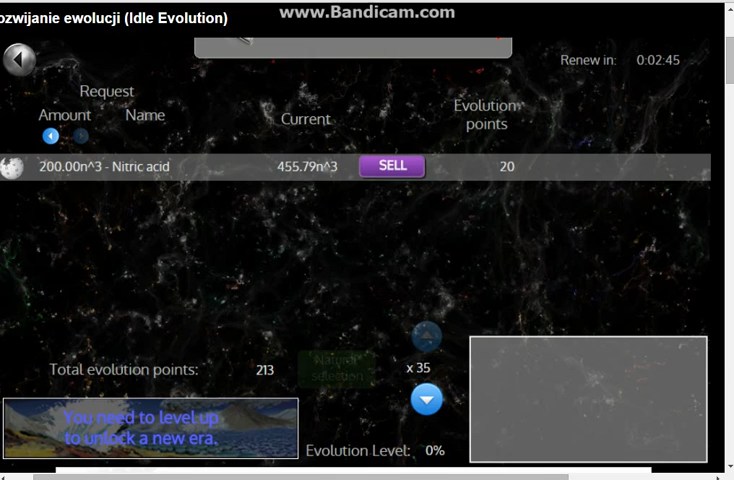 www.Bandicam.com
ozwijanie ewolucji (Idle Evolution)
Renew in: 0:02:45
Request
Amount Name
Current
Evolution
points
200.00n^3 - Nitric acid 455.79n^3 SELL 20
Total evolution points: 213
Natural
selection
x 35
You need to level up
to unlock a new era.
Evolution Level: 0%